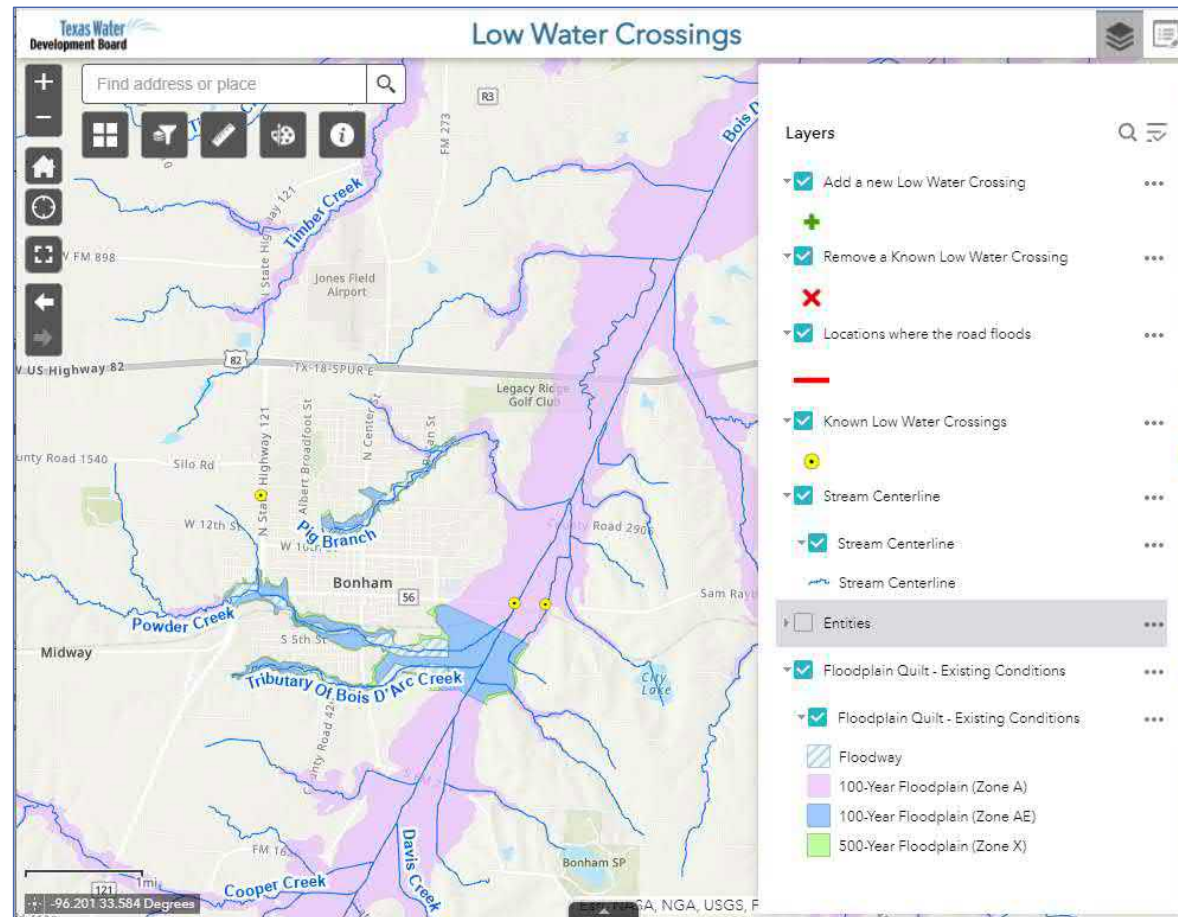 Texas Water
Development Board
Low Water Crossings
Find address or place
R3
FM 273
Bois D'
Timber Creek
N State Highway 121
W FM 898
Jones Field
Airport
W US Highway 82
82
TX-18-SPUR E
Legacy Ridge
Golf Club
N State Highway 121
Albert Broadfoot St
N Center St
Silo Rd
ounty Road 1540
W 12th St
Pig Branch
County Road 2906
W 10th St
Bonham
56
Sam Rayb
Powder Creek
S 5th St
Midway
Tributary Of Bois D'Arc Creek
City
Lake
County Road 42
FM 16
Davis Creek
Cooper Creek
Bonham SP
121
1mi
-96.201 33.584 Degrees
Esri, NASA, NGA, USGS, F
Layers
Add a new Low Water Crossing
Remove a Known Low Water Crossing
Locations where the road floods
Known Low Water Crossings
Stream Centerline
Stream Centerline
Stream Centerline
Entities
Floodplain Quilt - Existing Conditions
Floodplain Quilt - Existing Conditions
Floodway
100-Year Floodplain (Zone A)
100-Year Floodplain (Zone AE)
500-Year Floodplain (Zone X)